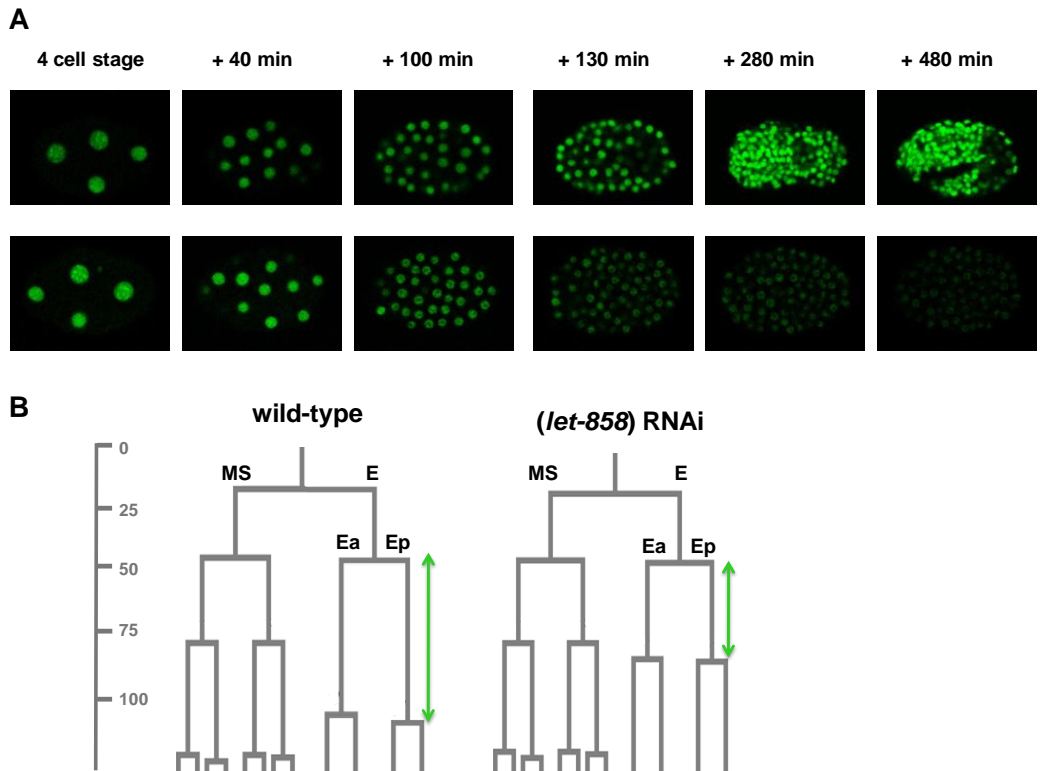 A
4 cell stage + 40 min + 100 min + 130 min + 280 min + 480 min
B
wild-type (let-858) RNAi
0
MS E MS E
25
Ea Ep Ea Ep
50
75
100